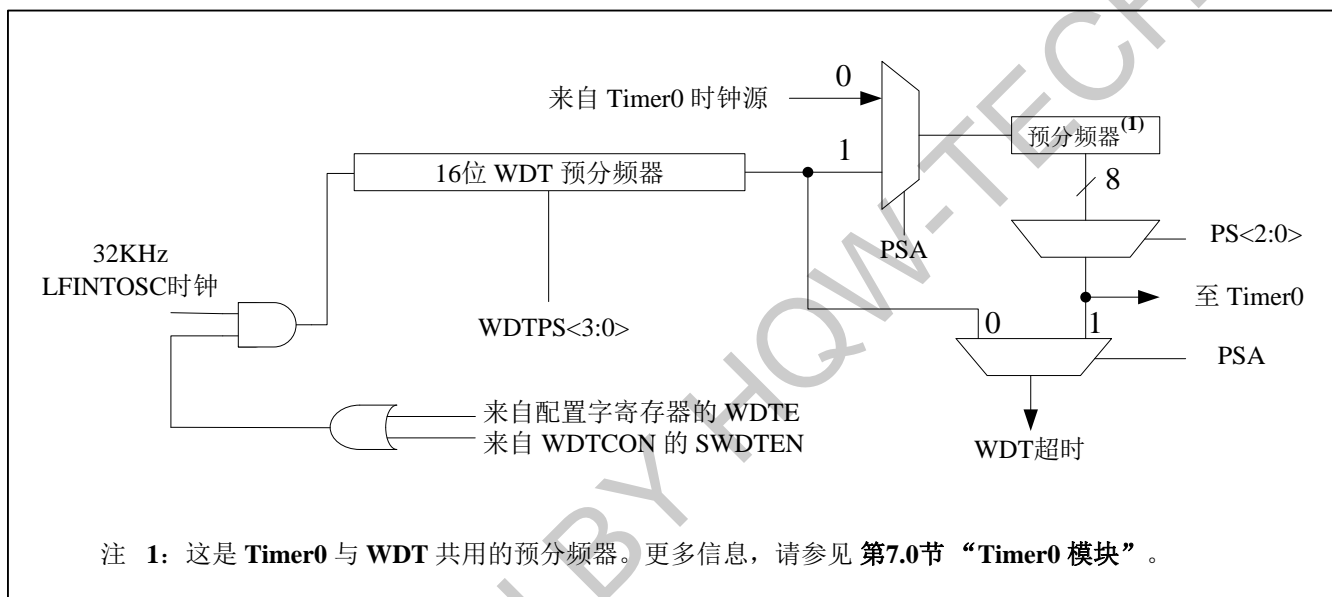 来自 Timer0 时钟源
0
1
16位 WDT 预分频器
预分频器(1)
8
PSA
PS<2:0>
32KHz
LFINTOSC时钟
WDTPS<3:0>
至 Timer0
0
1
PSA
来自配置字寄存器的 WDTE
来自 WDTCON 的 SWDTEN
WDT超时
注 1：这是 Timer0 与 WDT 共用的预分频器。更多信息，请参见 第7.0节 “Timer0 模块”。
BY HQW-TECH